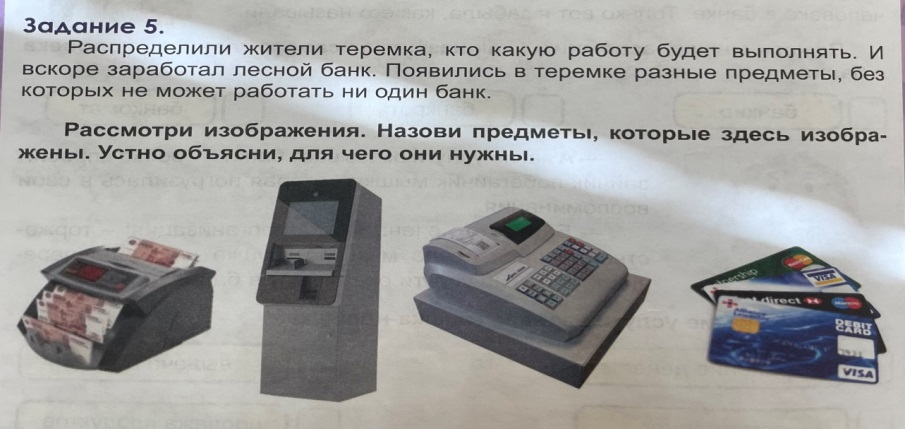 Задание 5.
Распределили жители теремка, кто какую работу будет выполнять. И
вскоре заработал лесной банк. Появились в теремке разные предметы, без
которых не может работать ни один банк.
Рассмотри изображения. Назови предметы, которые здесь изобра-
жены. Устно объясни, для чего они нужны.
direct
DEBIT
CARD
VISA
VISA